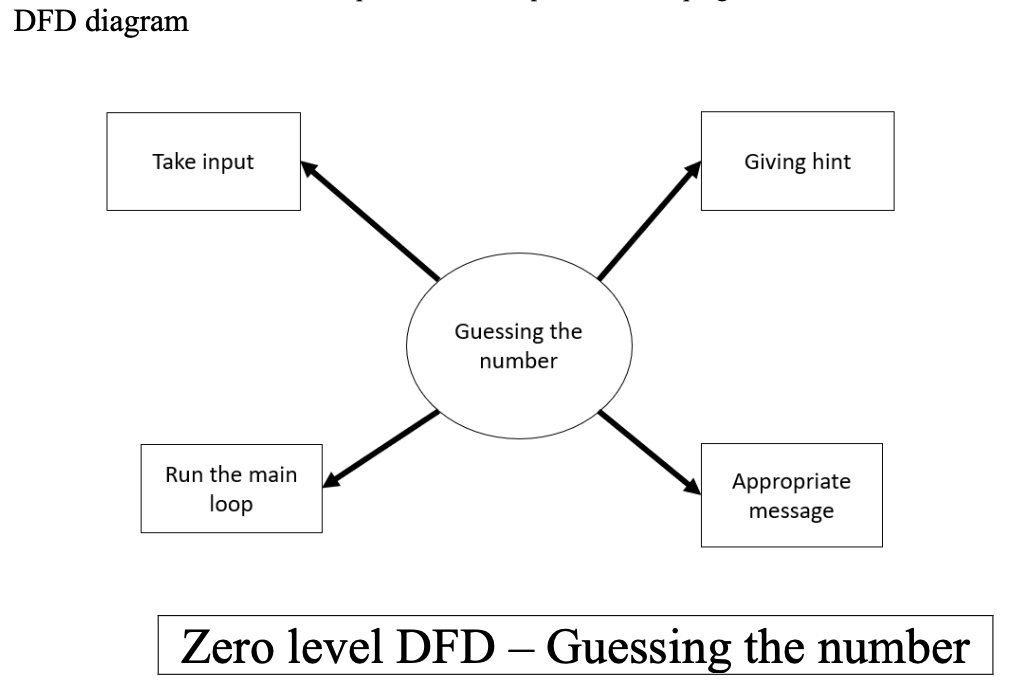 DFD diagram
Take input
Giving hint
Guessing the
number
Run the main
loop
Appropriate
message
Zero level DFD – Guessing the number